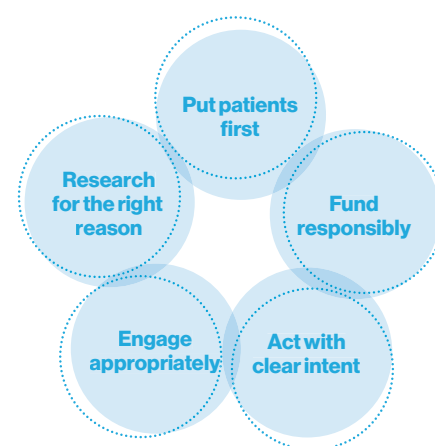 Put patients
first
Research
for the right
reason
Fund
responsibly
Engage
appropriately
Act with
clear intent